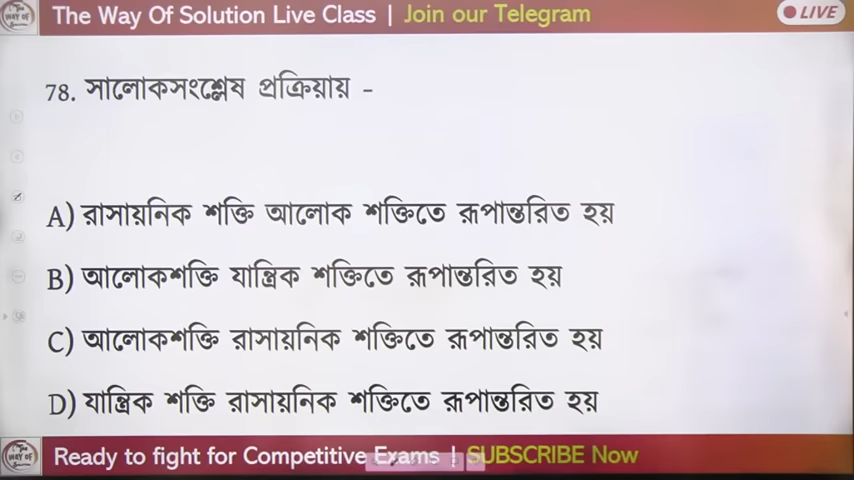 The Way Of Solution Live Class | Join our Telegram
LIVE
78. সালোকসংশ্লেষ প্রক্রিয়ায় -
A) রাসায়নিক শক্তি আলোক শক্তিতে রূপান্তরিত হয়
B) আলোকশক্তি যান্ত্রিক শক্তিতে রূপান্তরিত হয়
C) আলোকশক্তি রাসায়নিক শক্তিতে রূপান্তরিত হয়
D) যান্ত্রিক শক্তি রাসায়নিক শক্তিতে রূপান্তরিত হয়
Ready to fight for Competitive Exams | SUBSCRIBE Now